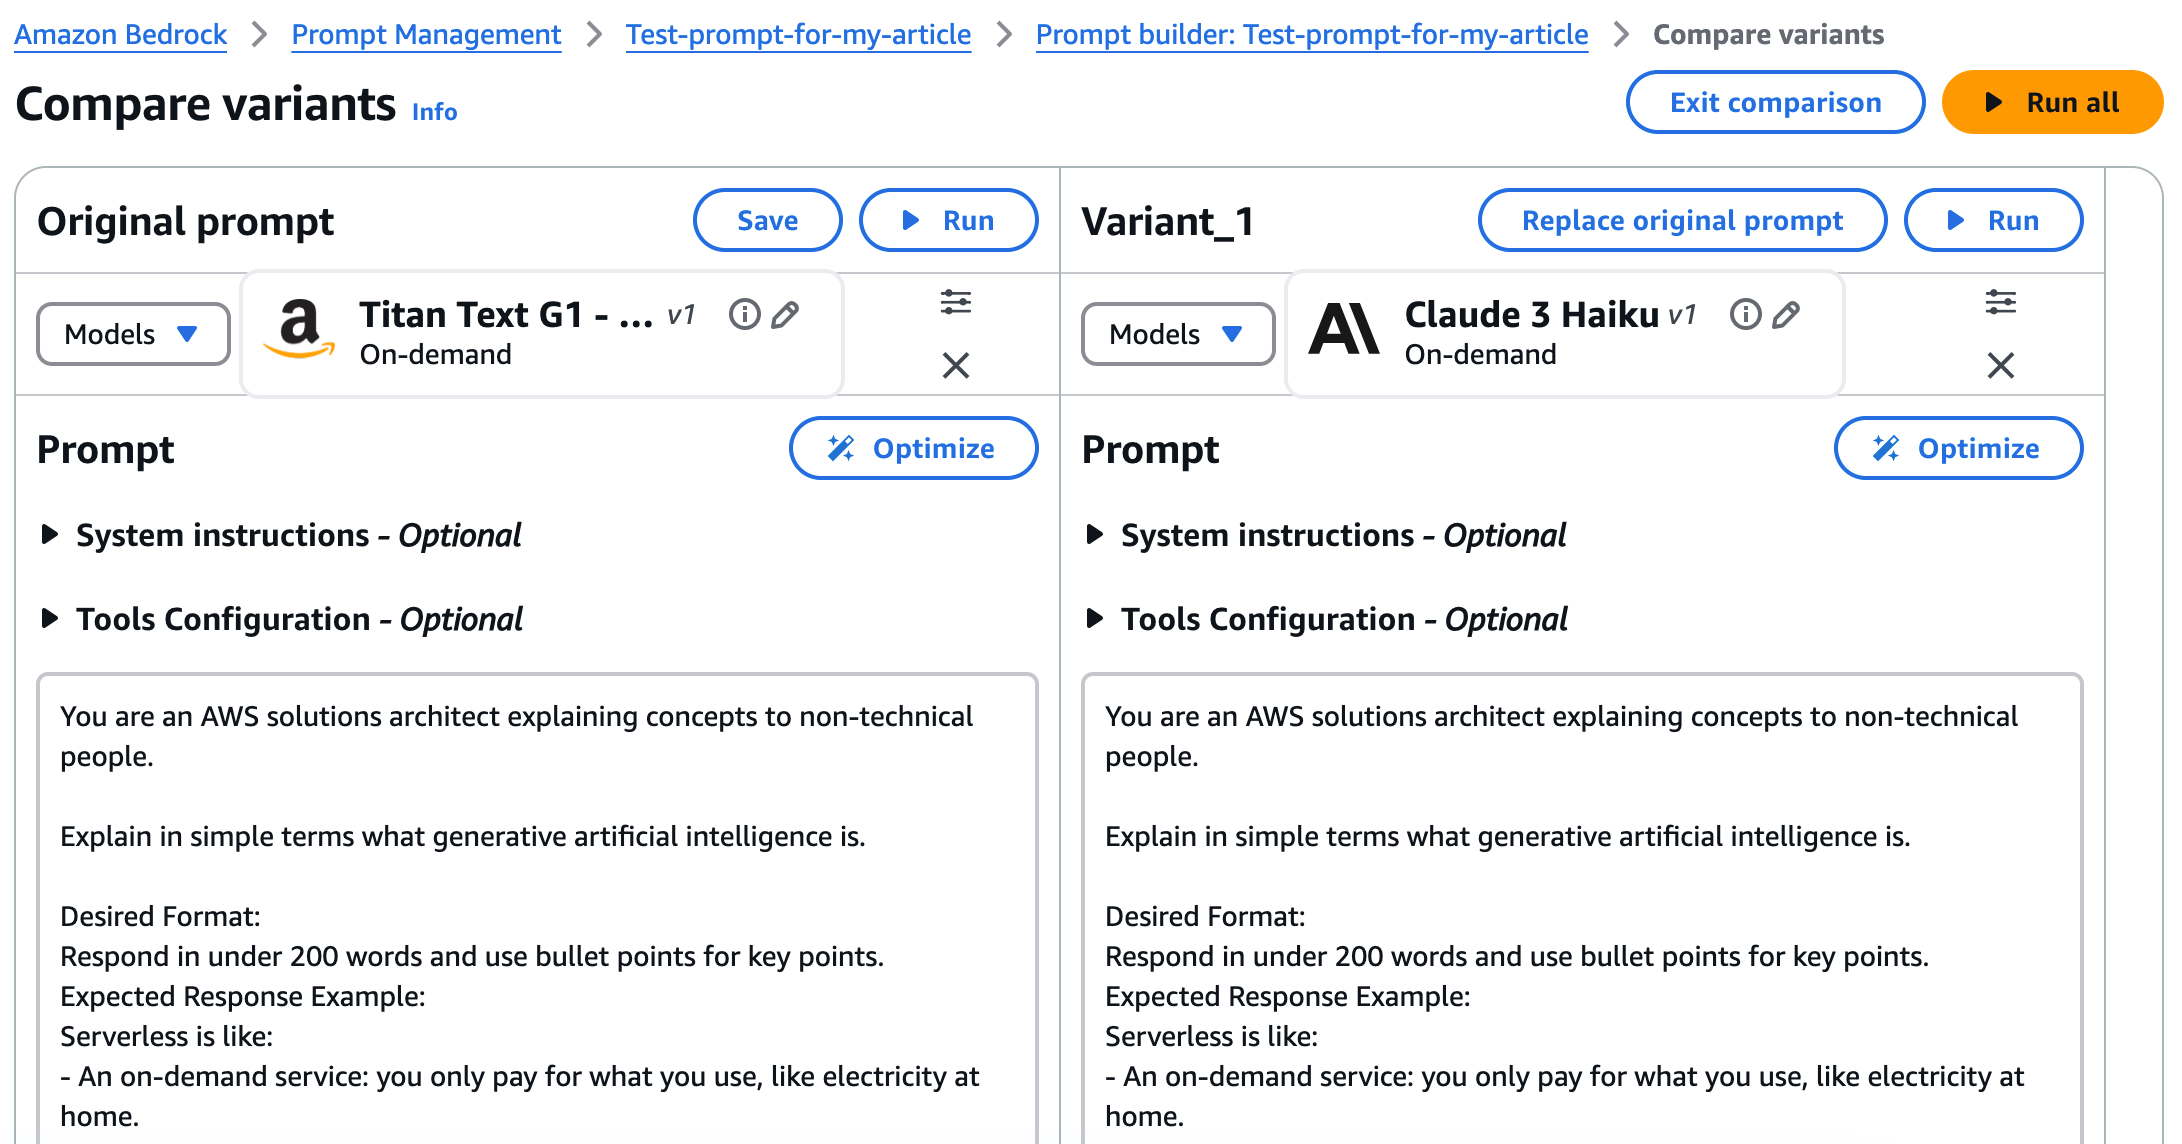 Amazon Bedrock > Prompt Management > Test-prompt-for-my-article > Prompt builder: Test-prompt-for-my-article > Compare variants
Compare variants Info
Exit comparison
Run all
Original prompt
Save
Run
Models
Titan Text G1 - ... v1
On-demand
Prompt
Optimize
System instructions - Optional
Tools Configuration - Optional
You are an AWS solutions architect explaining concepts to non-technical
people.
Explain in simple terms what generative artificial intelligence is.
Desired Format:
Respond in under 200 words and use bullet points for key points.
Expected Response Example:
Serverless is like:
- An on-demand service: you only pay for what you use, like electricity at
home.
Variant_1
Replace original prompt
Run
Models
Claude 3 Haiku v1
On-demand
Prompt
Optimize
System instructions - Optional
Tools Configuration - Optional
You are an AWS solutions architect explaining concepts to non-technical
people.
Explain in simple terms what generative artificial intelligence is.
Desired Format:
Respond in under 200 words and use bullet points for key points.
Expected Response Example:
Serverless is like:
- An on-demand service: you only pay for what you use, like electricity at
home.